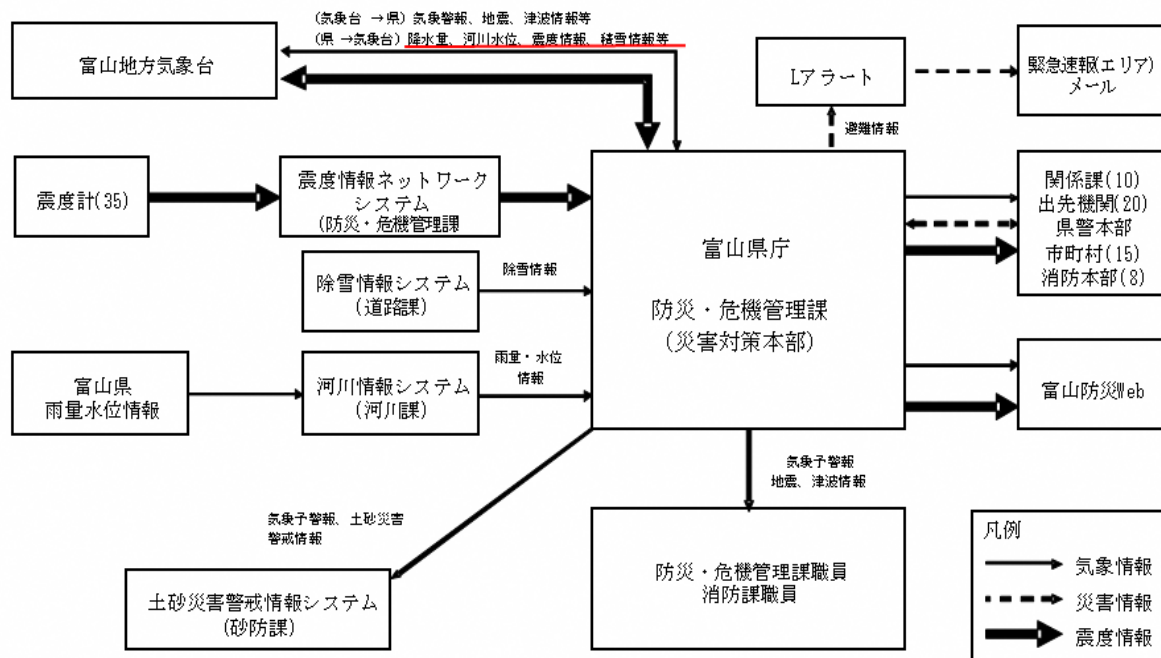 (気象台 →県) 気象警報、地震、津波情報等
(県 →気象台) 降水量、河川水位、震度情報、積雪情報等
富山地方気象台
Lアラート
緊急速報(エリア)
メール
避難情報
震度計(35)
震度情報ネットワーク
システム
(防災・危機管理課
関係課(10)
出先機関(20)
県警本部
市町村(15)
消防本部(8)
富山県庁
防災・危機管理課
(災害対策本部)
除雪情報システム
(道路課)
除雪情報
富山県
雨量水位情報
河川情報システム
(河川課)
雨量・水位
情報
富山防災Web
気象予警報
地震、津波情報
気象予警報、土砂災害
警戒情報
土砂災害警戒情報システム
(砂防課)
防災・危機管理課職員
消防課職員
凡例
気象情報
災害情報
震度情報